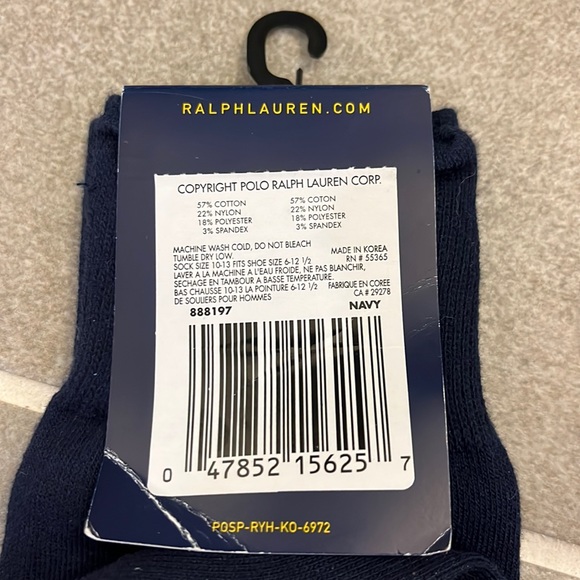 RALPHLAUREN.COM
COPYRIGHT POLO RALPH LAUREN CORP.
57% COTTON 57% COTTON
22% NYLON 22% NYLON
18% POLYESTER 18% POLYESTER
3% SPANDEX 3% SPANDEX
MACHINE WASH COLD, DO NOT BLEACH
TUMBLE DRY LOW. MADE IN KOREA
SOCK SIZE 10-13 FITS SHOE SIZE 6-12 ½ RN # 55365
LAVER A LA MACHINE A L'EAU FROIDE, NE PAS BLANCHIR,
SECHAGE EN TAMBOUR A BASSE TEMPERATURE.
BAS CHAUSSE 10-13 LA POINTURE 6-12 ½ FABRIQUE EN COREE
DE SOULIERS POUR HOMMES CA # 29278
888197 NAVY
0 47852 15625 7
POSP-RYH-KO-6972